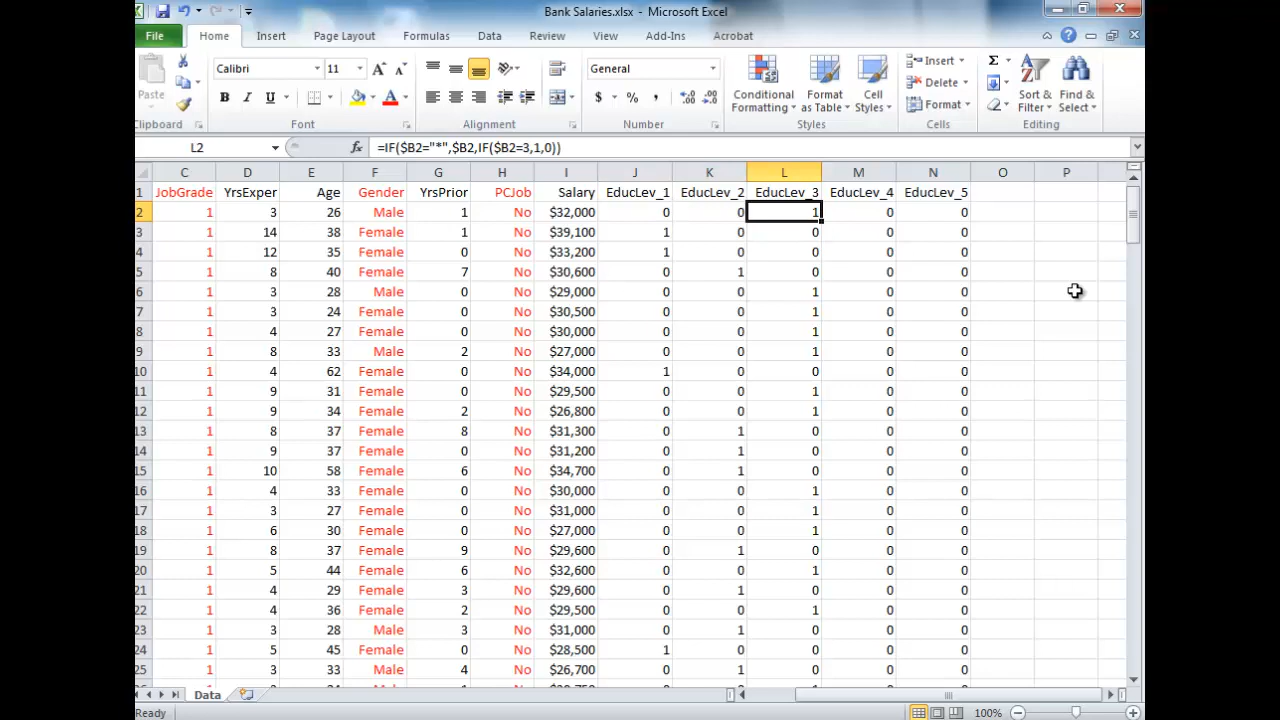 Bank Salaries.xlsx - Microsoft Excel
File Home Insert Page Layout Formulas Data Review View Add-Ins Acrobat
Paste Calibri 11 A A General Conditional Formatting Format as Table Cell Styles Insert Delete Format Σ Sort & Filter Find & Select
B I U A $ % ,
Clipboard Font Alignment Number Styles Cells Editing
L2 fx =IF($B2="*",$B2,IF($B2=3,1,0))
C D E F G H I J K L M N O P
1 JobGrade YrsExper Age Gender YrsPrior PCJob Salary EducLev_1 EducLev_2 EducLev_3 EducLev_4 EducLev_5
2 1 3 26 Male 1 No $32,000 0 0 1 0 0
3 1 14 38 Female 1 No $39,100 1 0 0 0 0
4 1 12 35 Female 0 No $33,200 1 0 0 0 0
5 1 8 40 Female 7 No $30,600 0 1 0 0 0
6 1 3 28 Male 0 No $29,000 0 0 1 0 0
7 1 3 24 Female 0 No $30,500 0 0 1 0 0
8 1 4 27 Female 0 No $30,000 0 0 1 0 0
9 1 8 33 Male 2 No $27,000 0 0 1 0 0
10 1 4 62 Female 0 No $34,000 1 0 0 0 0
11 1 9 31 Female 0 No $29,500 0 0 1 0 0
12 1 9 34 Female 2 No $26,800 0 0 1 0 0
13 1 8 37 Female 8 No $31,300 0 1 0 0 0
14 1 9 37 Female 0 No $31,200 0 1 0 0 0
15 1 10 58 Female 6 No $34,700 0 1 0 0 0
16 1 4 33 Female 0 No $30,000 0 0 1 0 0
17 1 3 27 Female 0 No $31,000 0 0 1 0 0
18 1 6 30 Female 0 No $27,000 0 0 1 0 0
19 1 8 37 Female 9 No $29,600 0 1 0 0 0
20 1 5 44 Female 6 No $32,600 0 0 1 0 0
21 1 4 29 Female 3 No $29,600 0 1 0 0 0
22 1 4 36 Female 2 No $29,500 0 0 1 0 0
23 1 3 28 Male 3 No $31,000 0 1 0 0 0
24 1 5 45 Female 0 No $28,500 1 0 0 0 0
25 1 3 33 Male 4 No $26,700 0 1 0 0 0
Data
Ready 100%